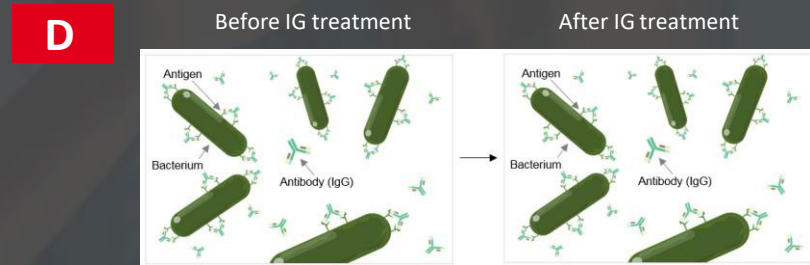 D
Before IG treatment
After IG treatment
Antigen
Bacterium
Antibody (IgG)
Antigen
Bacterium
Antibody (IgG)